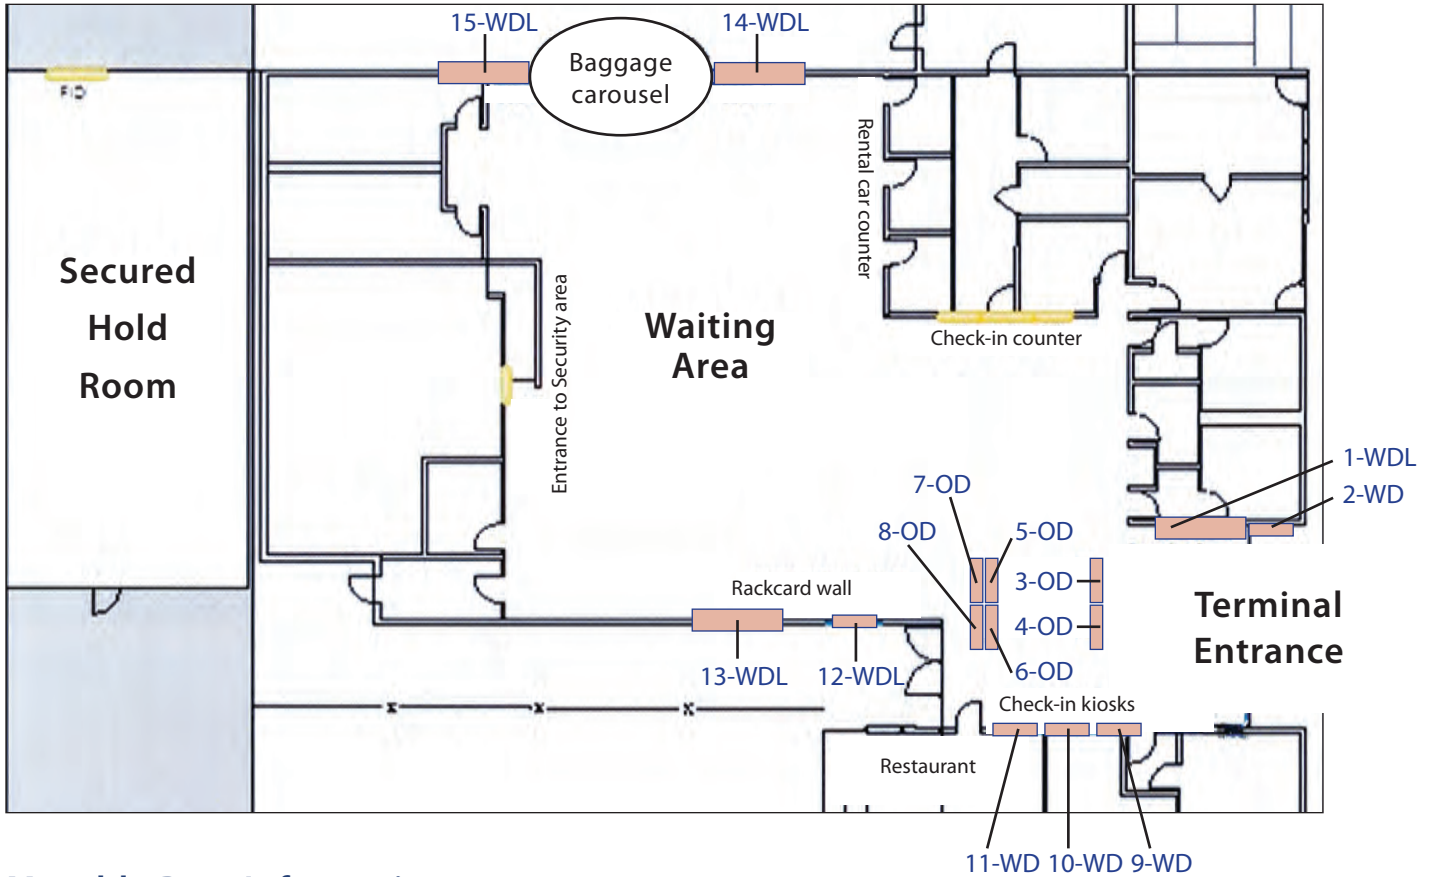 15-WDL
14-WDL
Baggage
carousel
FID
Rental car counter
Secured
Hold
Room
Entrance to Security area
Waiting
Area
Check-in counter
1-WDL
2-WD
7-OD
8-OD
5-OD
3-OD
4-OD
6-OD
Rackcard wall
13-WDL
12-WDL
Terminal
Entrance
Check-in kiosks
Restaurant
11-WD
10-WD
9-WD